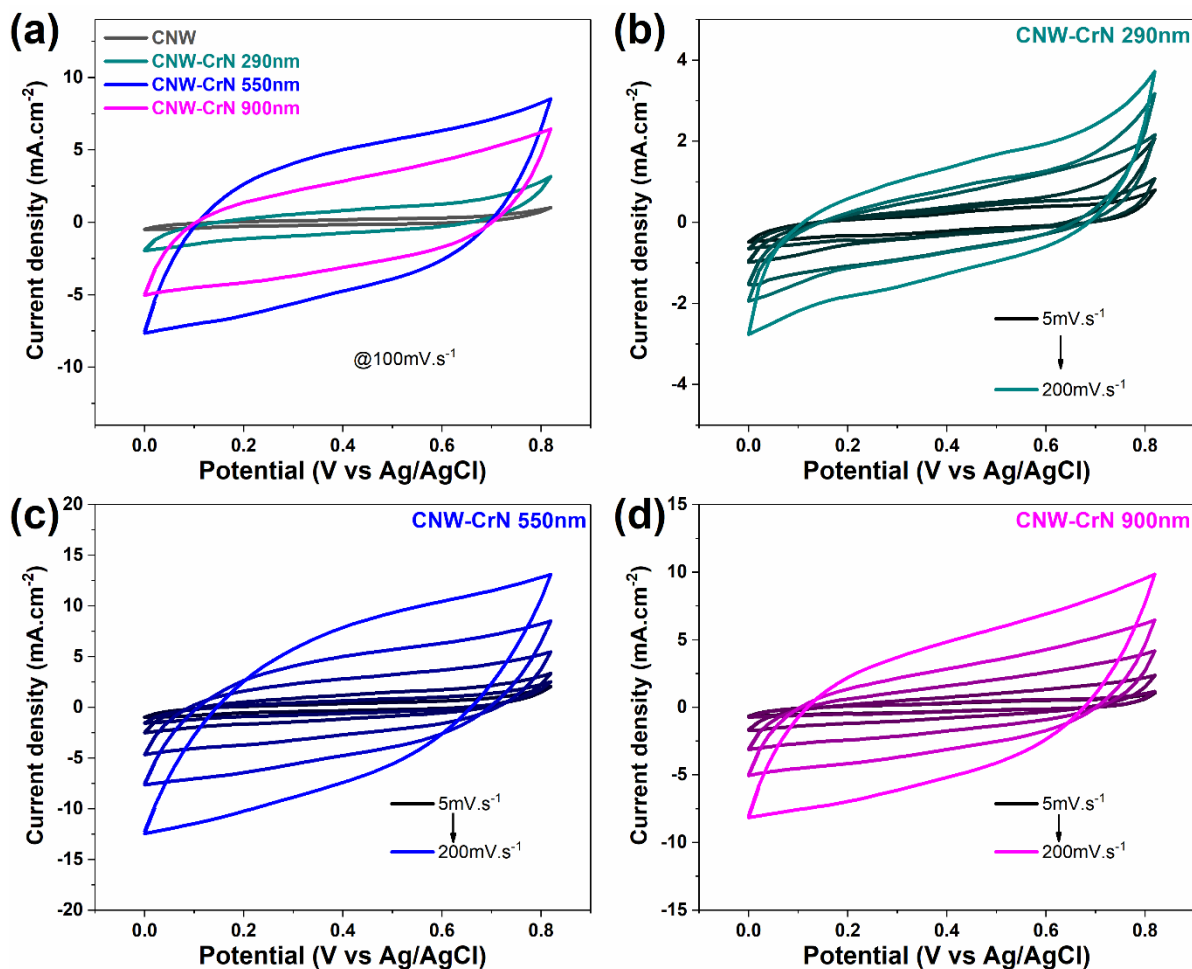 (a)
CNW
CNW-CrN 290nm
CNW-CrN 550nm
CNW-CrN 900nm
10
5
0
-5
-10
Current density (mA.cm⁻²)
@100mV.s⁻¹
0.0 0.2 0.4 0.6 0.8
Potential (V vs Ag/AgCl)
(b)
CNW-CrN 290nm
4
2
0
-2
-4
Current density (mA.cm⁻²)
5mV.s⁻¹
200mV.s⁻¹
0.0 0.2 0.4 0.6 0.8
Potential (V vs Ag/AgCl)
(c)
CNW-CrN 550nm
20
15
10
5
0
-5
-10
-15
-20
Current density (mA.cm⁻²)
5mV.s⁻¹
200mV.s⁻¹
0.0 0.2 0.4 0.6 0.8
Potential (V vs Ag/AgCl)
(d)
CNW-CrN 900nm
15
10
5
0
-5
-10
-15
Current density (mA.cm⁻²)
5mV.s⁻¹
200mV.s⁻¹
0.0 0.2 0.4 0.6 0.8
Potential (V vs Ag/AgCl)